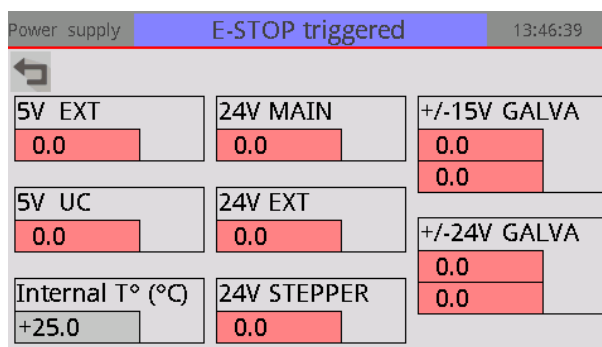 Power supply E-STOP triggered 13:46:39
5V EXT
0.0
24V MAIN
0.0
+/-15V GALVA
0.0
0.0
5V UC
0.0
24V EXT
0.0
+/-24V GALVA
0.0
0.0
Internal T° (°C)
+25.0
24V STEPPER
0.0